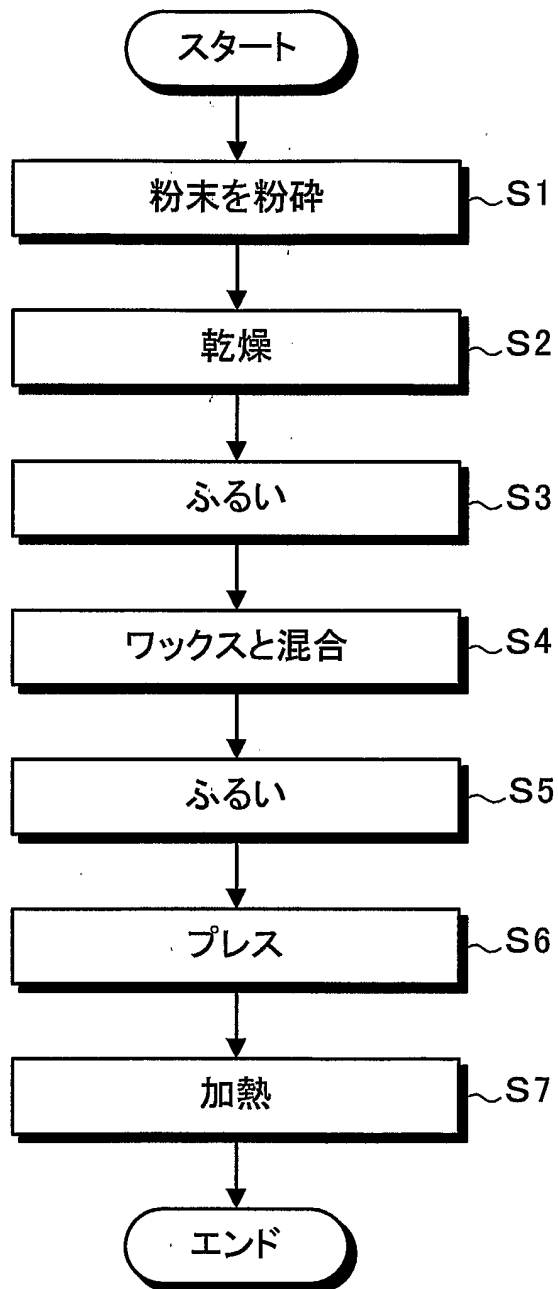 スタート
粉末を粉砕 S1
乾燥 S2
ふるい S3
ワックスと混合 S4
ふるい S5
プレス S6
加熱 S7
エンド